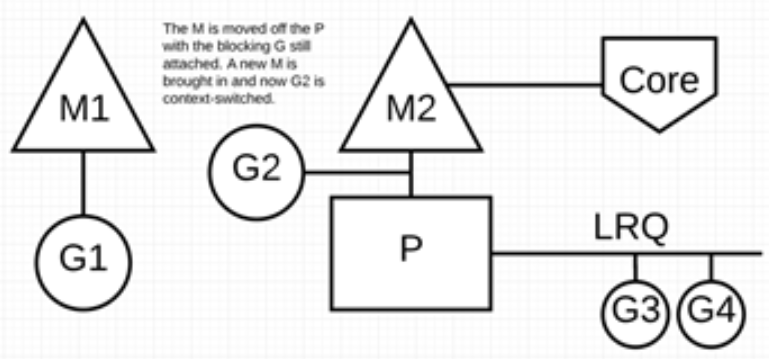 The M is moved off the P
with the blocking G still
attached. A new M is
brought in and now G2 is
context-switched.
M1
M2
Core
G2
G1
P
LRQ
G3
G4